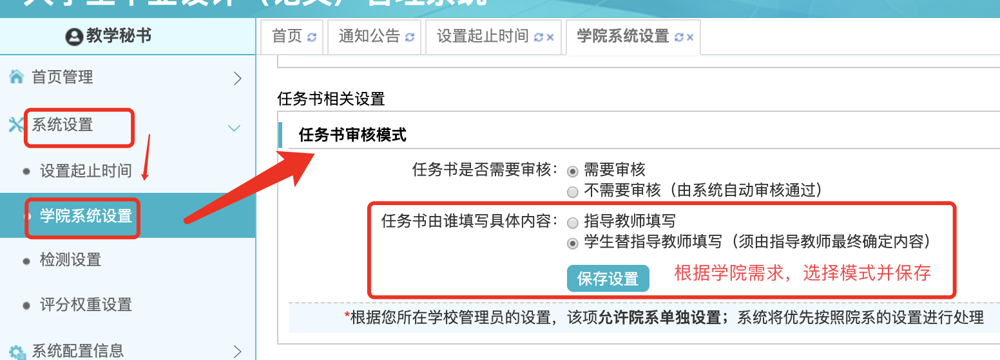 教学秘书
首页
通知公告
设置起止时间
学院系统设置
首页管理
系统设置
设置起止时间
学院系统设置
检测设置
评分权重设置
系统配置信息
任务书相关设置
任务书审核模式
任务书是否需要审核： 需要审核
不需要审核（由系统自动审核通过）
任务书由谁填写具体内容： 指导教师填写
学生替指导教师填写（须由指导教师最终确定内容）
保存设置 根据学院需求，选择模式并保存
*根据您所在学校管理员的设置，该项允许院系单独设置；系统将优先按照院系的设置进行处理